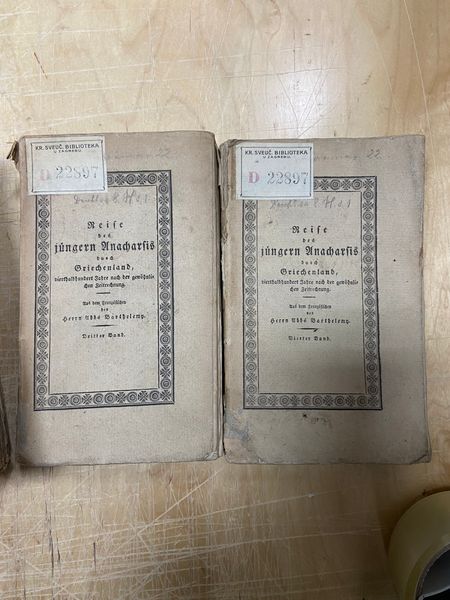 KR. SVEUČ. BIBLIOTEKA
U ZAGREBU.
D 22897
Reise
des
jüngern Anacharsis
durch
Griechenland,
vierthalbhundert Jahre nach der gewöhnli=
chen Zeitrechnung.
Aus dem Französischen
des
Herrn Abbé Barthelemy.
Dritter Band.
KR. SVEUČ. BIBLIOTEKA
U ZAGREBU.
D 22897
22
Reise
des
jüngern Anacharsis
durch
Griechenland,
vierthalbhundert Jahre nach der gewöhnli=
chen Zeitrechnung.
Aus dem Französischen
des
Herrn Abbé Barthelemy.
Vierter Band.